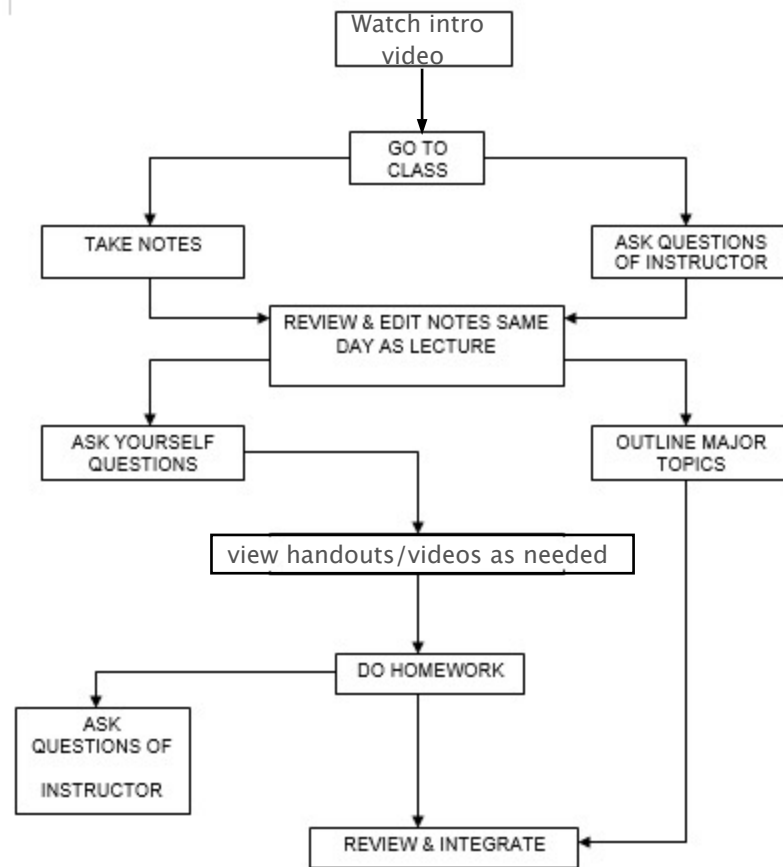 Watch intro
video
GO TO
CLASS
TAKE NOTES
ASK QUESTIONS
OF INSTRUCTOR
REVIEW & EDIT NOTES SAME
DAY AS LECTURE
ASK YOURSELF
QUESTIONS
OUTLINE MAJOR
TOPICS
view handouts/videos as needed
DO HOMEWORK
ASK
QUESTIONS OF
INSTRUCTOR
REVIEW & INTEGRATE